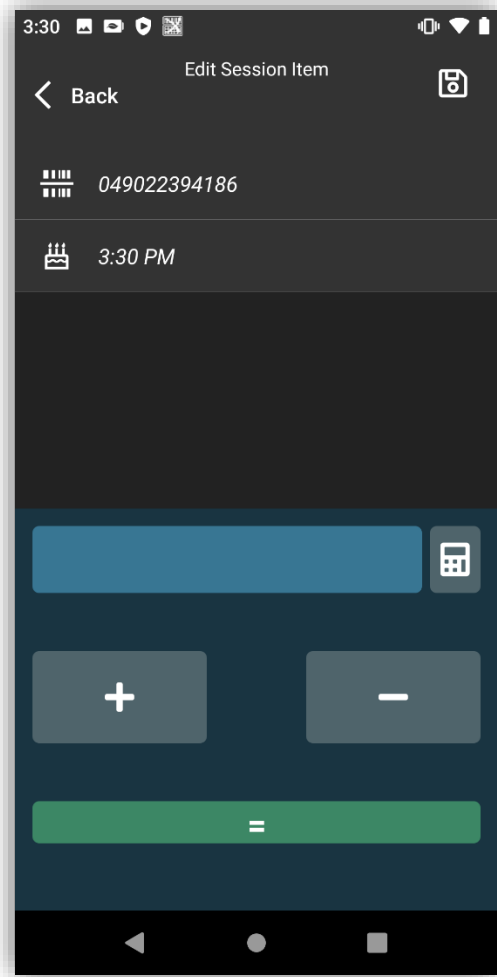 3:30
Edit Session Item
Back
049022394186
3:30 PM
+
−
=